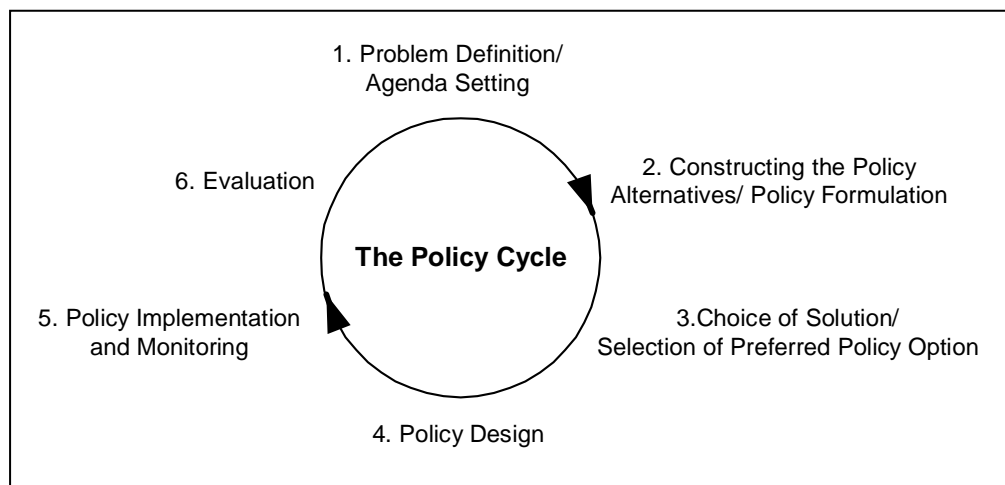 1. Problem Definition/
Agenda Setting
2. Constructing the Policy
Alternatives/ Policy Formulation
3.Choice of Solution/
Selection of Preferred Policy Option
4. Policy Design
5. Policy Implementation
and Monitoring
6. Evaluation
The Policy Cycle